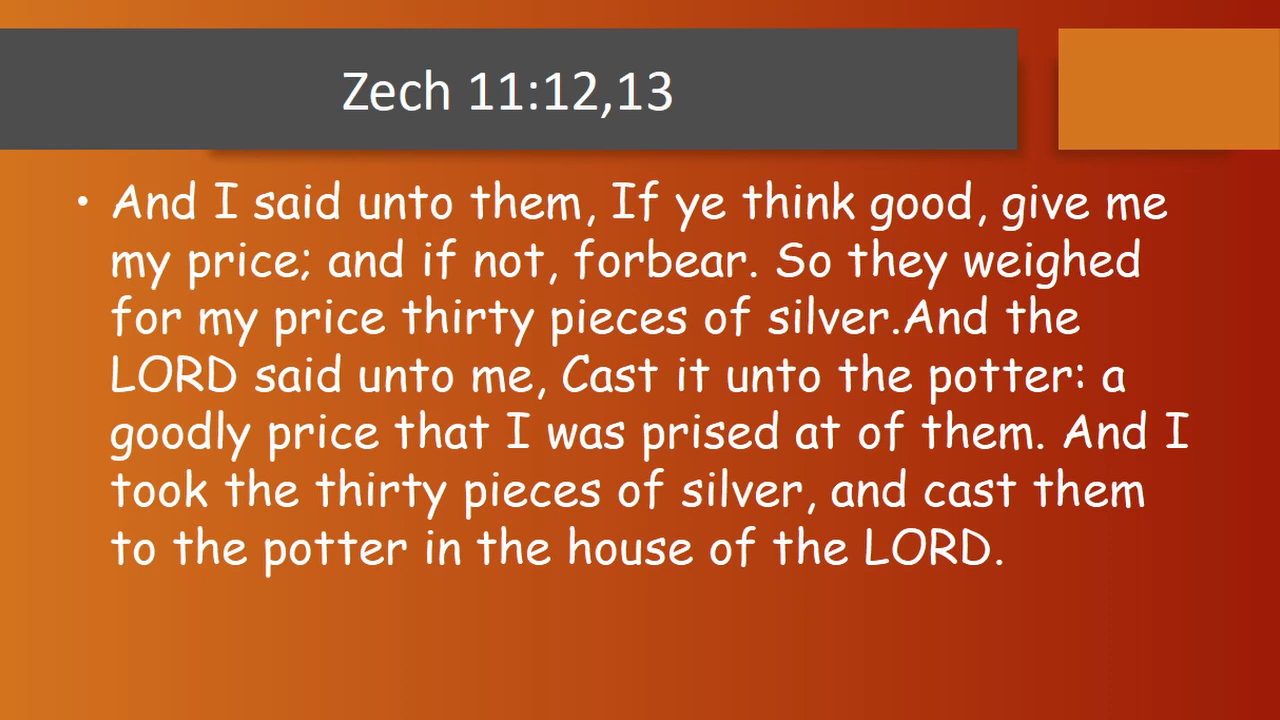 Zech 11:12,13
• And I said unto them, If ye think good, give me
my price; and if not, forbear. So they weighed
for my price thirty pieces of silver.And the
LORD said unto me, Cast it unto the potter: a
goodly price that I was prised at of them. And I
took the thirty pieces of silver, and cast them
to the potter in the house of the LORD.